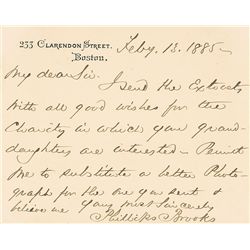 233 CLARENDON STREET.
Boston.
Feby. 13. 1885
My dear Sir.
I send the Extracts
with all good wishes for the
Charity in which your grand-
daughters are interested - Permit
me to substitute a better Photo-
graph for the one you sent &
believe me
Yours most Sincerely
Phillips Brooks